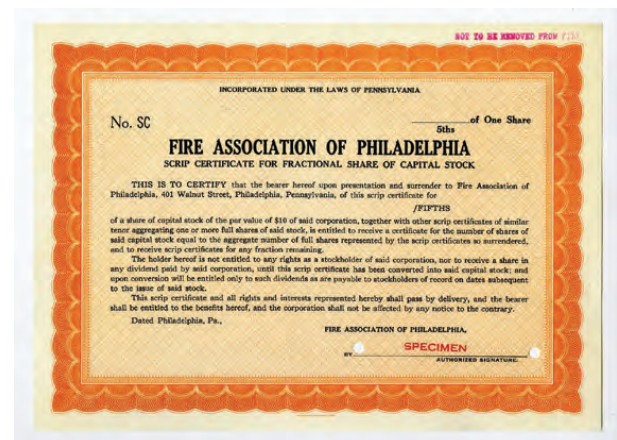 NOT TO BE REMOVED FROM FILE
INCORPORATED UNDER THE LAWS OF PENNSYLVANIA
No. SC
of One Share
5ths
FIRE ASSOCIATION OF PHILADELPHIA
SCRIP CERTIFICATE FOR FRACTIONAL SHARE OF CAPITAL STOCK
THIS IS TO CERTIFY that the bearer hereof upon presentation and surrender to Fire Association of
Philadelphia, 401 Walnut Street, Philadelphia, Pennsylvania, of this scrip certificate for
/FIFTHS
of a share of capital stock of the par value of $10 of said corporation, together with other scrip certificates of similar
tenor aggregating one or more full shares of said stock, is entitled to receive a certificate for the number of shares of
said capital stock equal to the aggregate number of full shares represented by the scrip certificates so surrendered,
and to receive scrip certificates for any fraction remaining.
The holder hereof is not entitled to any rights as a stockholder of said corporation, nor to receive a share in
any dividend paid by said corporation, until this scrip certificate has been converted into said capital stock; and
upon conversion will be entitled only to such dividends as are payable to stockholders of record on dates subsequent
to the issue of said stock.
This scrip certificate and all rights and interests represented hereby shall pass by delivery, and the bearer
shall be entitled to the benefits hereof, and the corporation shall not be affected by any notice to the contrary.
Dated Philadelphia, Pa.,
FIRE ASSOCIATION OF PHILADELPHIA,
BY SPECIMEN
AUTHORIZED SIGNATURE.